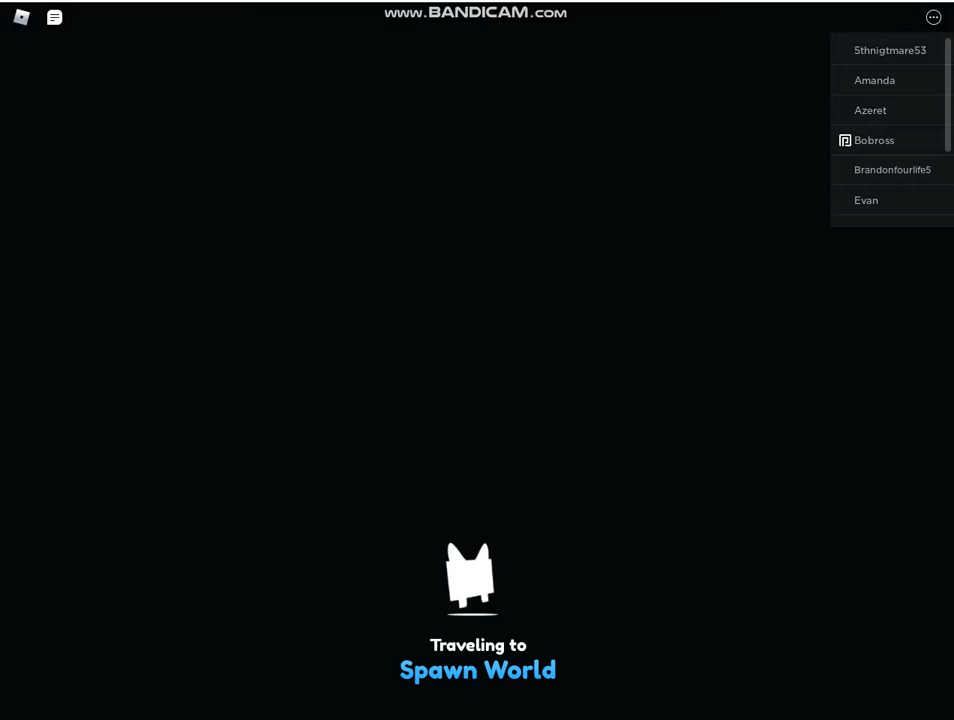 www.BANDICAM.com
5thnigtmare53
Amanda
Azeret
Bobross
Brandonfourlife5
Evan
Traveling to
Spawn World